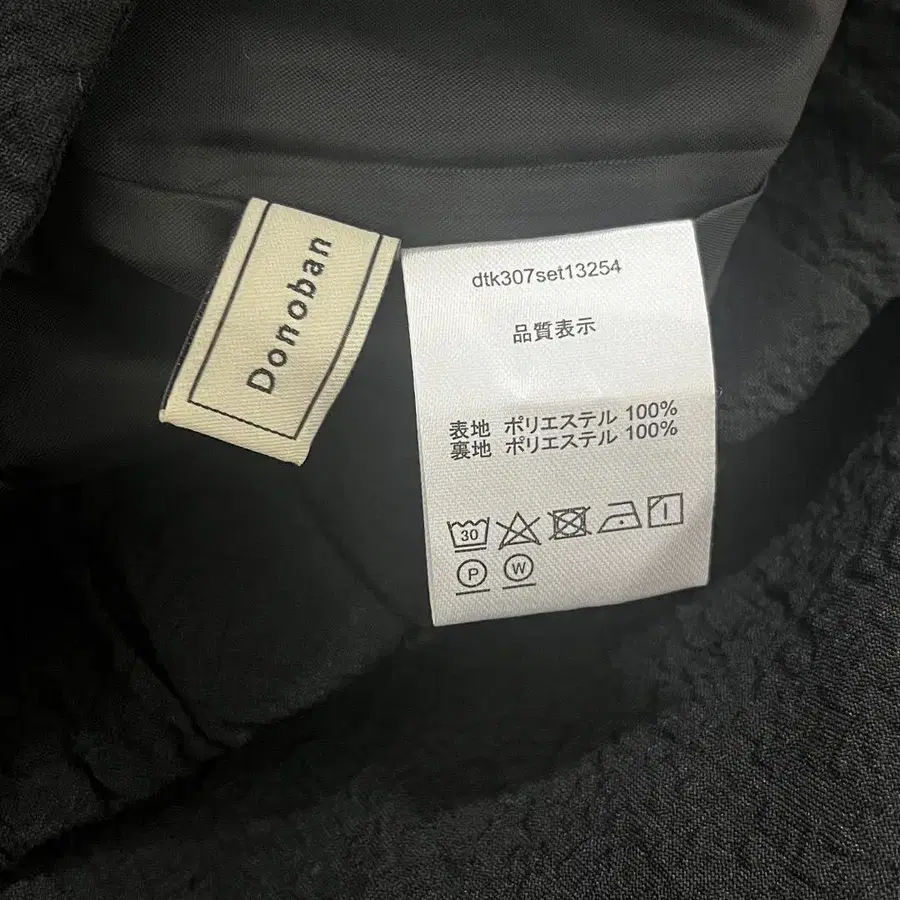 Donoban
dtk307set13254
品質表示
表地 ポリエステル 100%
裏地 ポリエステル 100%
30
P
W